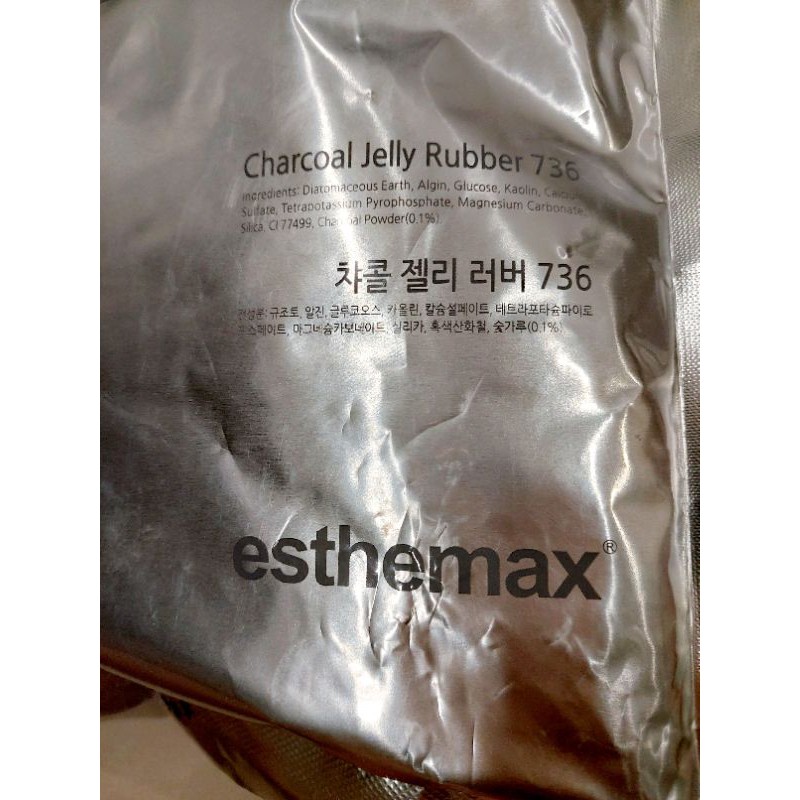 Charcoal Jelly Rubber 736
Ingredients: Diatomaceous Earth, Algin, Glucose, Kaolin, Calcium
Sulfate, Tetrapotassium Pyrophosphate, Magnesium Carbonate,
Silica, CI 77499, Charcoal Powder(0.1%)
챠콜 젤리 러버 736
전성분: 규조토, 알진, 글루코오스, 카올린, 칼슘설페이트, 테트라포타슘파이로
포스페이트, 마그네슘카보네이트, 실리카, 흑색산화철, 숯가루(0.1%)
esthemax®